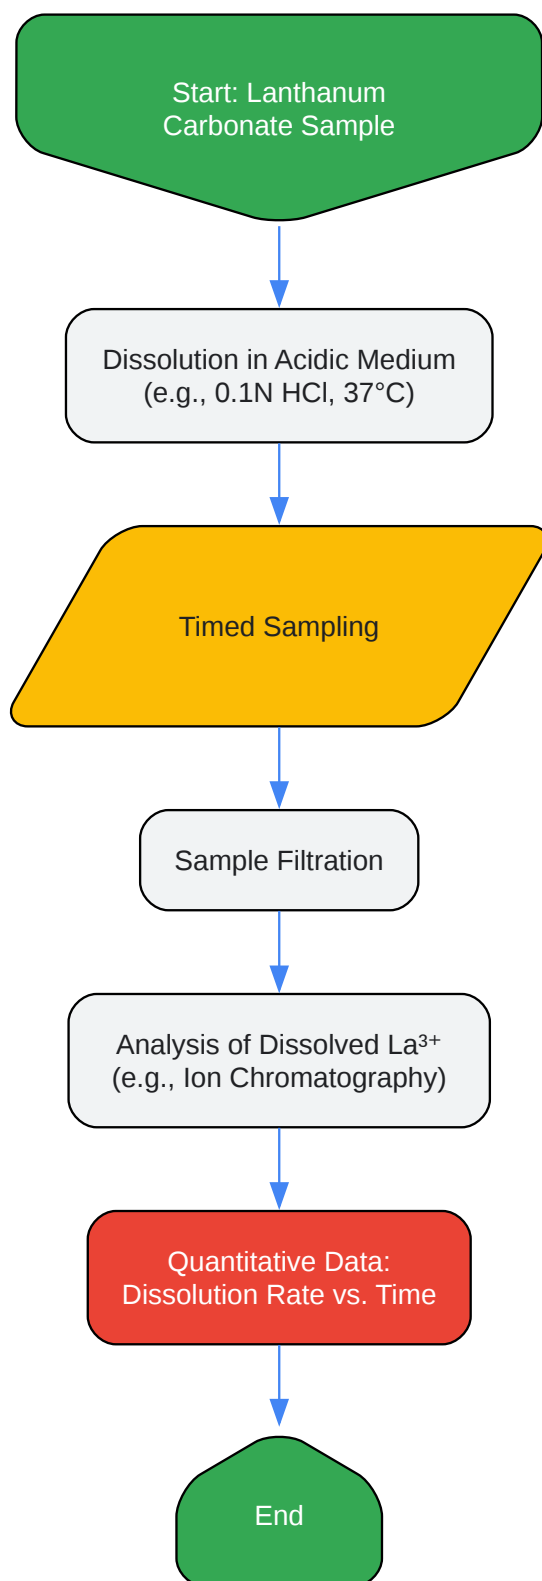 Start: Lanthanum
Carbonate Sample
Dissolution in Acidic Medium
(e.g., 0.1N HCl, 37°C)
Timed Sampling
Sample Filtration
Analysis of Dissolved La³⁺
(e.g., Ion Chromatography)
Quantitative Data:
Dissolution Rate vs. Time
End